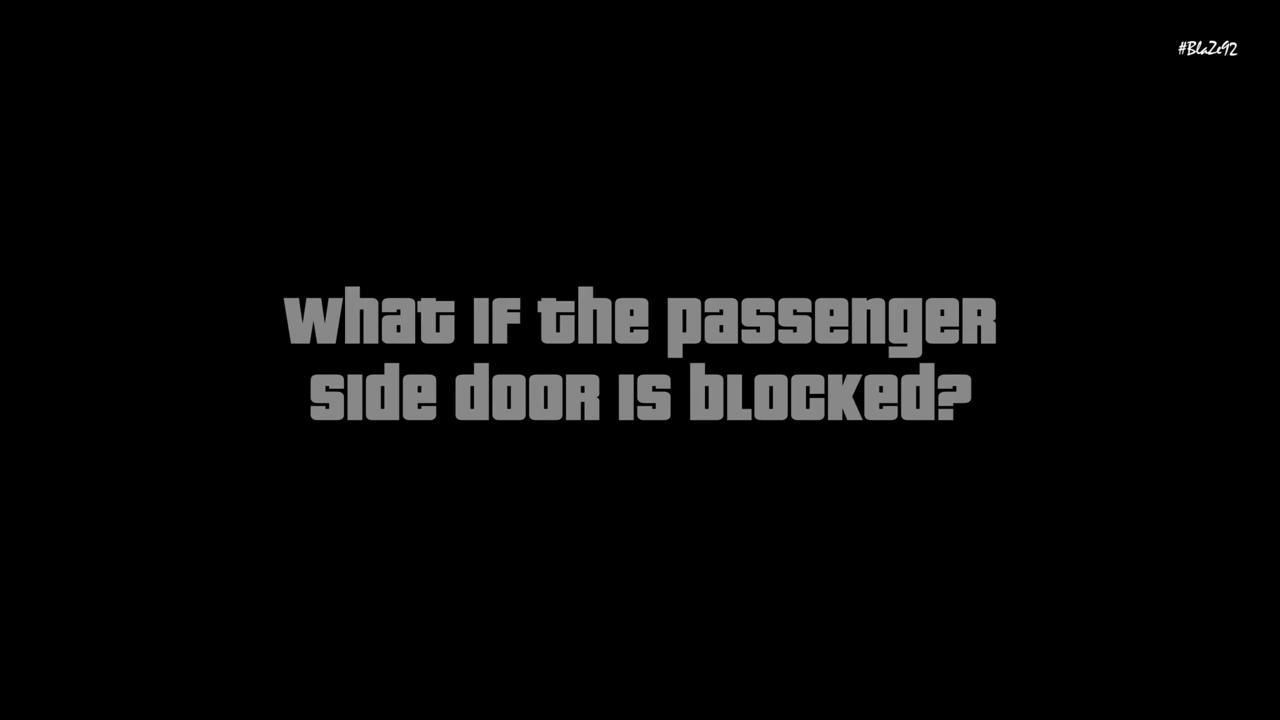 #BlaZe92
What if the passenger
side door is blocked?